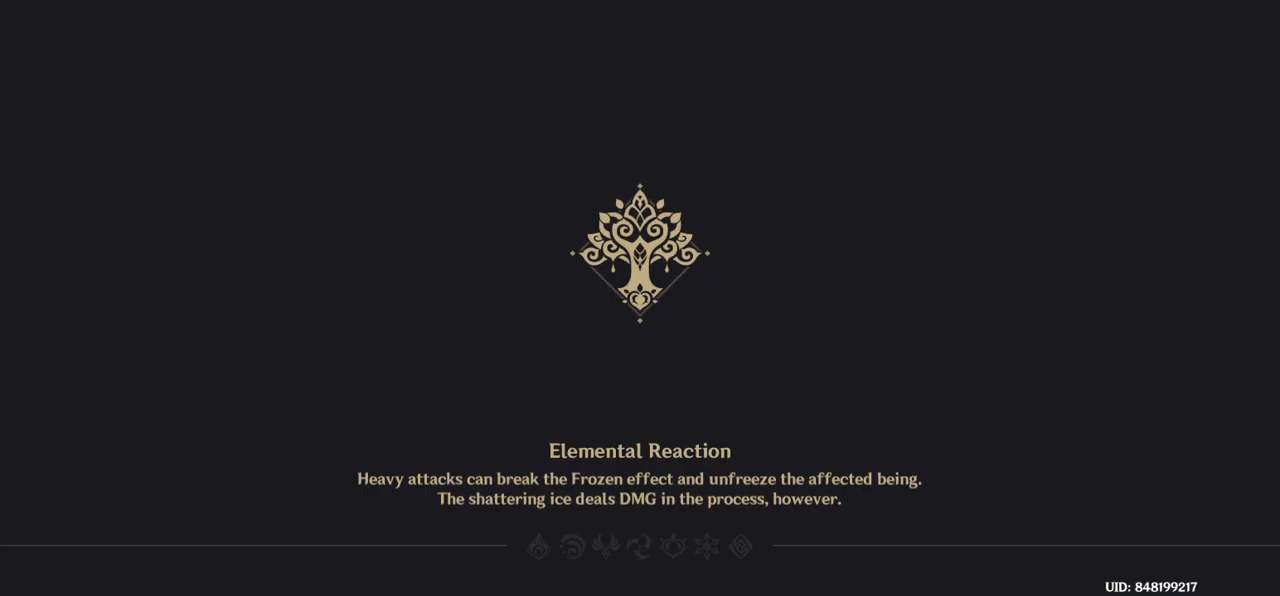 Elemental Reaction
Heavy attacks can break the Frozen effect and unfreeze the affected being.
The shattering ice deals DMG in the process, however.
UID: 848199217